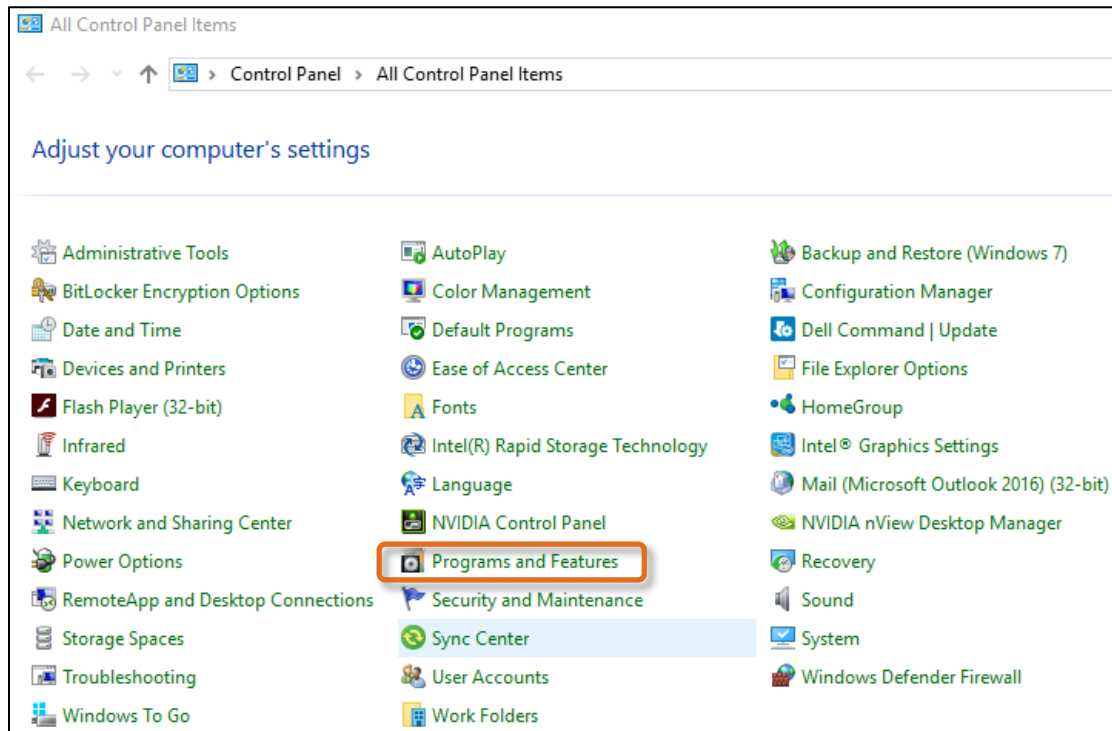 All Control Panel Items
Control Panel > All Control Panel Items
Adjust your computer's settings
Administrative Tools AutoPlay Backup and Restore (Windows 7)
BitLocker Encryption Options Color Management Configuration Manager
Date and Time Default Programs Dell Command | Update
Devices and Printers Ease of Access Center File Explorer Options
Flash Player (32-bit) Fonts HomeGroup
Infrared Intel(R) Rapid Storage Technology Intel® Graphics Settings
Keyboard Language Mail (Microsoft Outlook 2016) (32-bit)
Network and Sharing Center NVIDIA Control Panel NVIDIA nView Desktop Manager
Power Options Programs and Features Recovery
RemoteApp and Desktop Connections Security and Maintenance Sound
Storage Spaces Sync Center System
Troubleshooting User Accounts Windows Defender Firewall
Windows To Go Work Folders